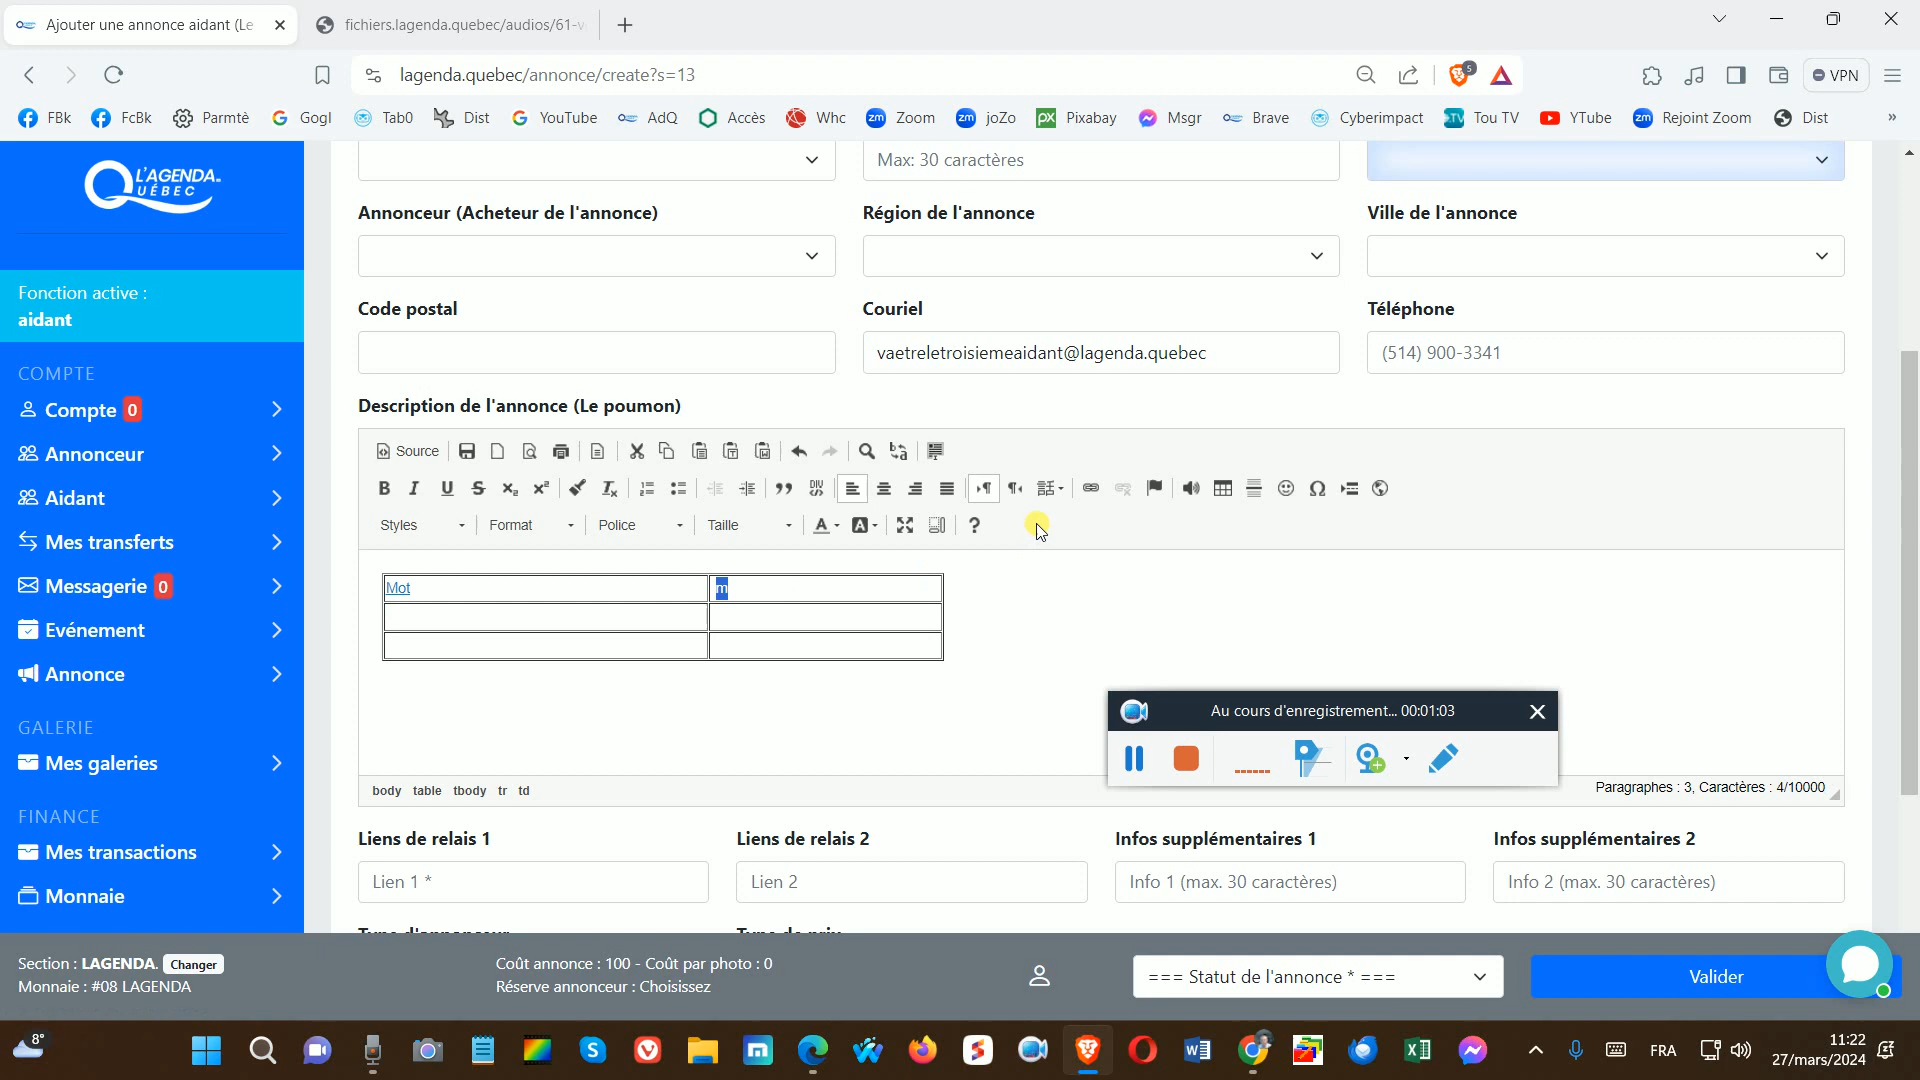 Ajouter une annonce aidant (Le
fichiers.lagenda.quebec/audios/61-v
lagenda.quebec/annonce/create?s=13
5
VPN
FBk
FcBk
Parmtè
Gogl
Tab0
Dist
YouTube
AdQ
Accès
Whc
Zoom
joZo
Pixabay
Msgr
Brave
Cyberimpact
Tou TV
YTube
Rejoint Zoom
Dist
L'AGENDA.
QUÉBEC
Fonction active :
aidant
COMPTE
Compte 0
Annonceur
Aidant
Mes transferts
Messagerie 0
Evénement
Annonce
GALERIE
Mes galeries
FINANCE
Mes transactions
Monnaie
Max: 30 caractères
Annonceur (Acheteur de l'annonce)
Région de l'annonce
Ville de l'annonce
Code postal
Couriel
Téléphone
vaetreletroisiemeaidant@lagenda.quebec
(514) 900-3341
Description de l'annonce (Le poumon)
Source
Styles
Format
Police
Taille
Mot
m
Au cours d'enregistrement... 00:01:03
body table tbody tr td
Paragraphes : 3, Caractères : 4/10000
Liens de relais 1
Liens de relais 2
Infos supplémentaires 1
Infos supplémentaires 2
Lien 1 *
Lien 2
Info 1 (max. 30 caractères)
Info 2 (max. 30 caractères)
Type d'annonceur
Type de prix
Section : LAGENDA. Changer
Monnaie : #08 LAGENDA
Coût annonce : 100 - Coût par photo : 0
Réserve annonceur : Choisissez
=== Statut de l'annonce * ===
Valider
8°
FRA
11:22
27/mars/2024